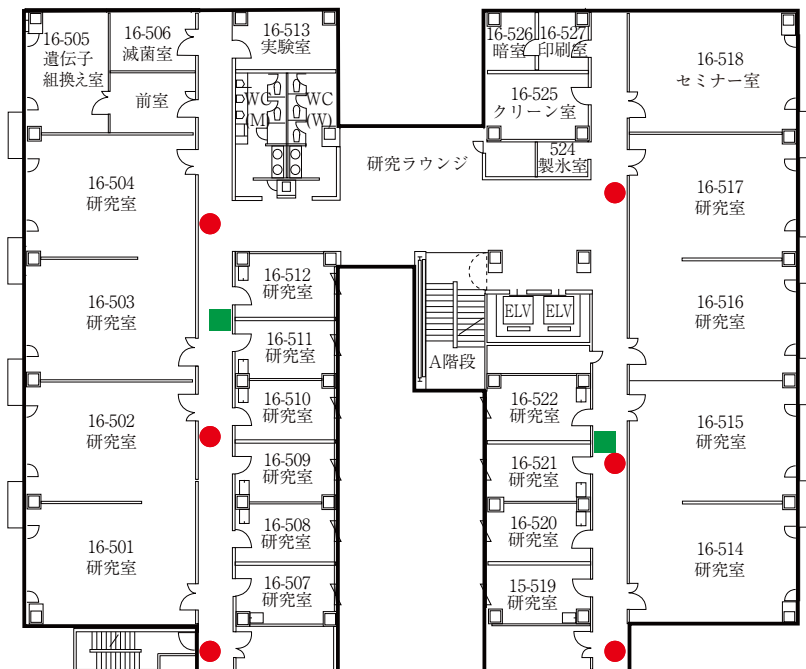 16-505
遺伝子
組換え室
16-506
滅菌室
前室
16-513
実験室
WC
(M)
WC
(W)
16-526
暗室
16-527
印刷室
16-525
クリーン室
524
製氷室
16-518
セミナー室
研究ラウンジ
16-504
研究室
16-517
研究室
16-503
研究室
16-512
研究室
16-511
研究室
ELV
ELV
16-516
研究室
A階段
16-502
研究室
16-510
研究室
16-509
研究室
16-522
研究室
16-521
研究室
16-515
研究室
16-501
研究室
16-508
研究室
16-507
研究室
16-520
研究室
15-519
研究室
16-514
研究室